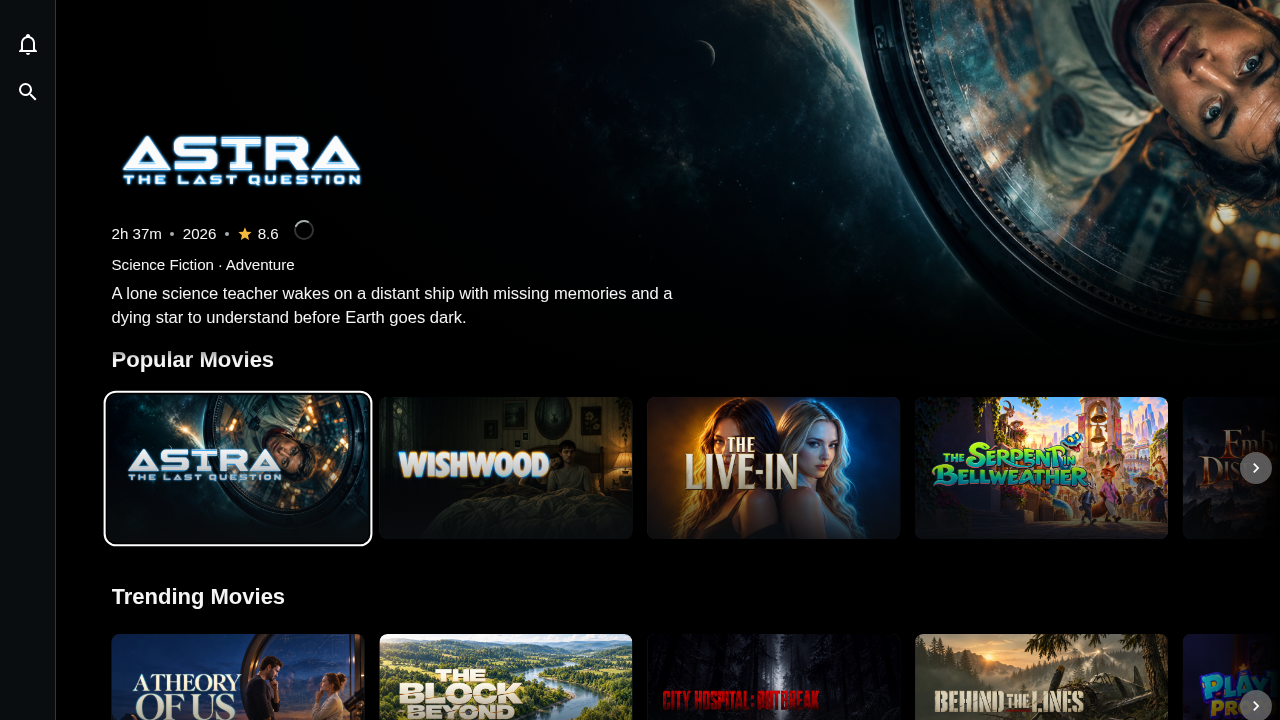 ASTRA
THE LAST QUESTION
2h 37m • 2026 • 8.6
Science Fiction · Adventure
A lone science teacher wakes on a distant ship with missing memories and a
dying star to understand before Earth goes dark.
Popular Movies
ASTRA
THE LAST QUESTION
WISHWOOD
THE
LIVE-IN
THE SERPENT IN
BELLWEATHER
Trending Movies
A THEORY
OF US
THE
BLOCK
BEYOND
CITY HOSPITAL: OUTBREAK
BEHIND THE LINES